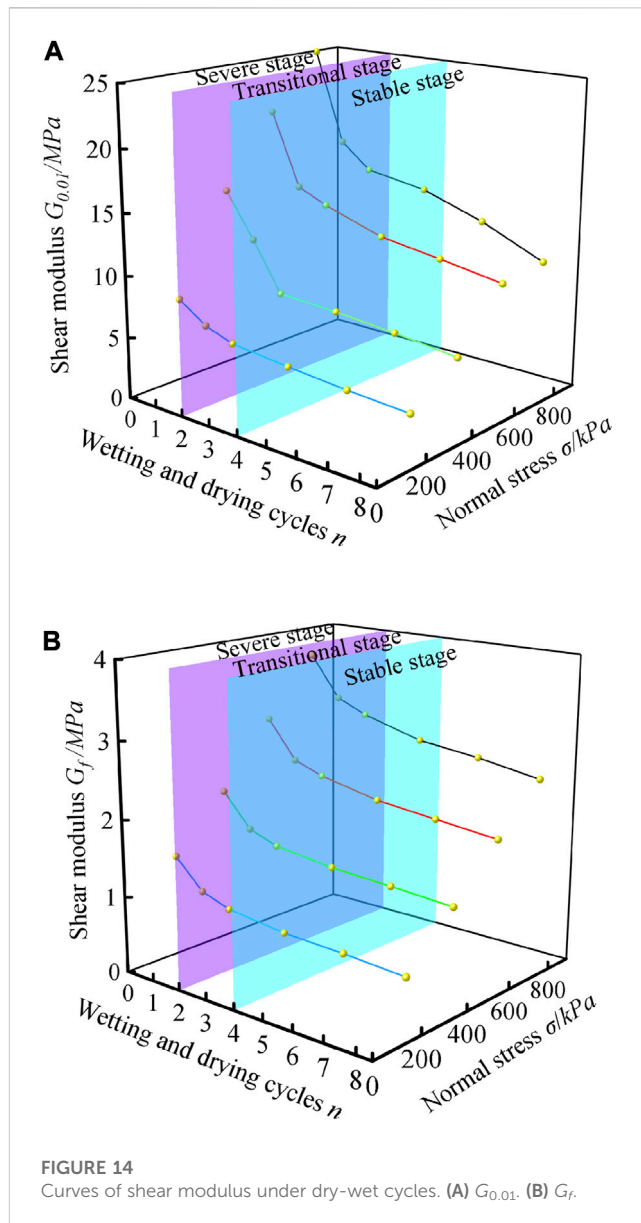 A
Severe stage
Transitional stage
Stable stage
25
20
15
10
5
0
Shear modulus G0.01/MPa
0 1 2 3 4 5 6 7 8
Wetting and drying cycles n
0 200 400 600 800
Normal stress σ/kPa
B
Severe stage
Transitional stage
Stable stage
4
3
2
1
0
Shear modulus Gf/MPa
0 1 2 3 4 5 6 7 8
Wetting and drying cycles n
0 200 400 600 800
Normal stress σ/kPa
FIGURE 14
Curves of shear modulus under dry-wet cycles. (A) G0.01. (B) Gf.